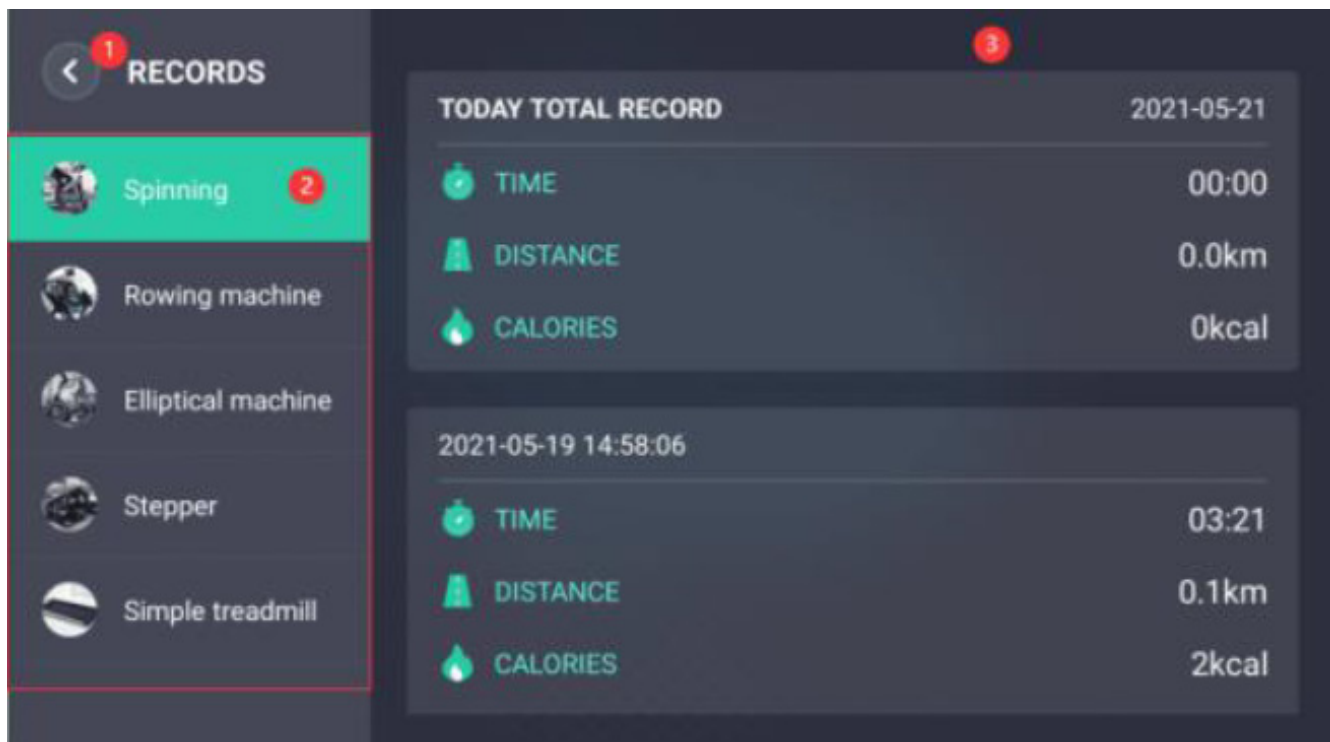 1
RECORDS
Spinning
2
Rowing machine
Elliptical machine
Stepper
Simple treadmill
3
TODAY TOTAL RECORD 2021-05-21
TIME 00:00
DISTANCE 0.0km
CALORIES 0kcal
2021-05-19 14:58:06
TIME 03:21
DISTANCE 0.1km
CALORIES 2kcal